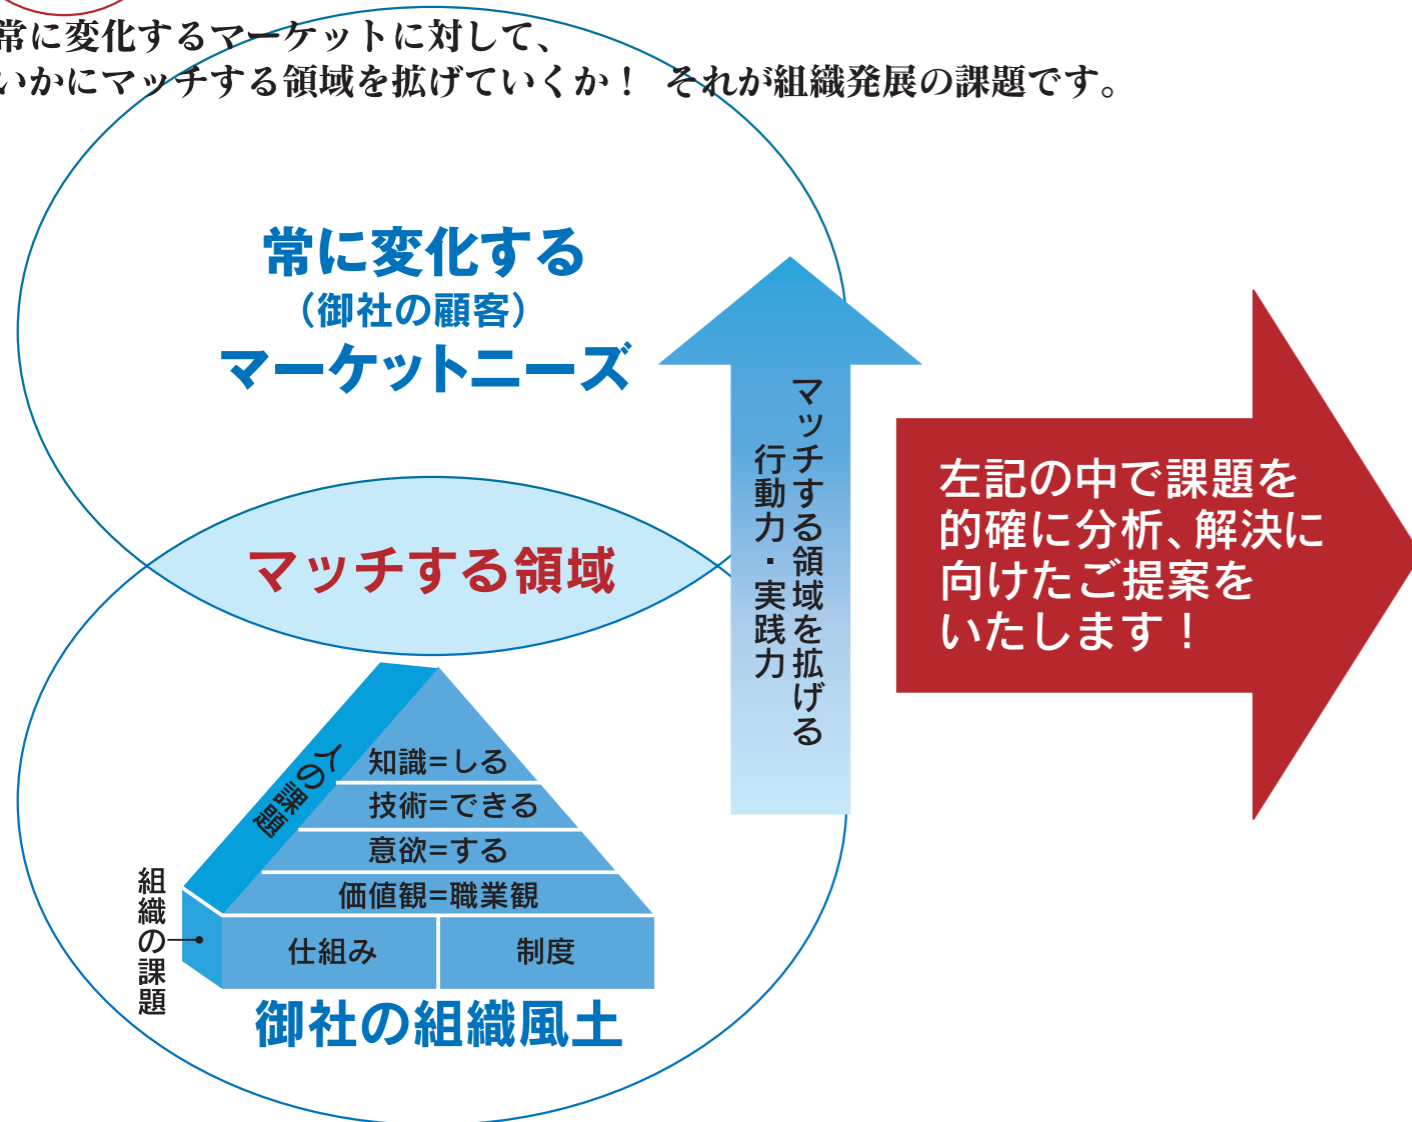 常に変化するマーケットに対して、
いかにマッチする領域を拡げていくか！ それが組織発展の課題です。
常に変化する
（御社の顧客）
マーケットニーズ
マッチする領域
マッチする領域を拡げる
行動力・実践力
左記の中で課題を
的確に分析、解決に
向けたご提案を
いたします！
人の課題
知識=しる
技術=できる
意欲=する
価値観=職業観
組織の課題
仕組み
制度
御社の組織風土